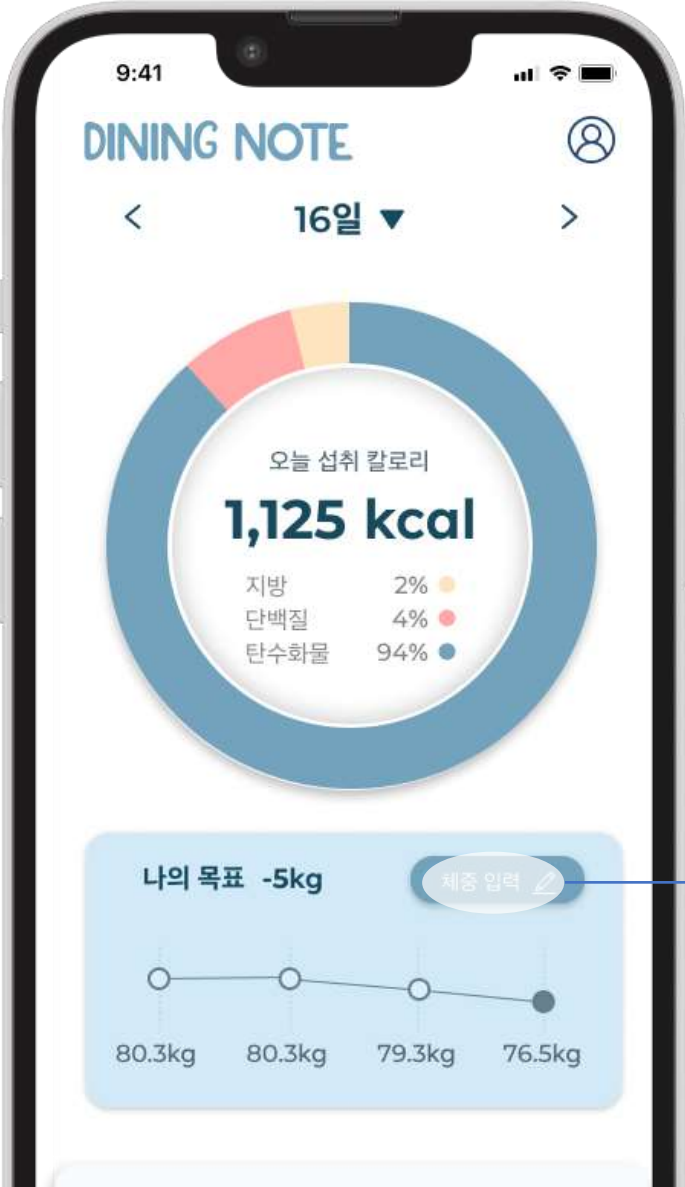 9:41
DINING NOTE
< 16일 ▼ >
오늘 섭취 칼로리
1,125 kcal
지방 2%
단백질 4%
탄수화물 94%
나의 목표 -5kg 체중 입력
80.3kg 80.3kg 79.3kg 76.5kg